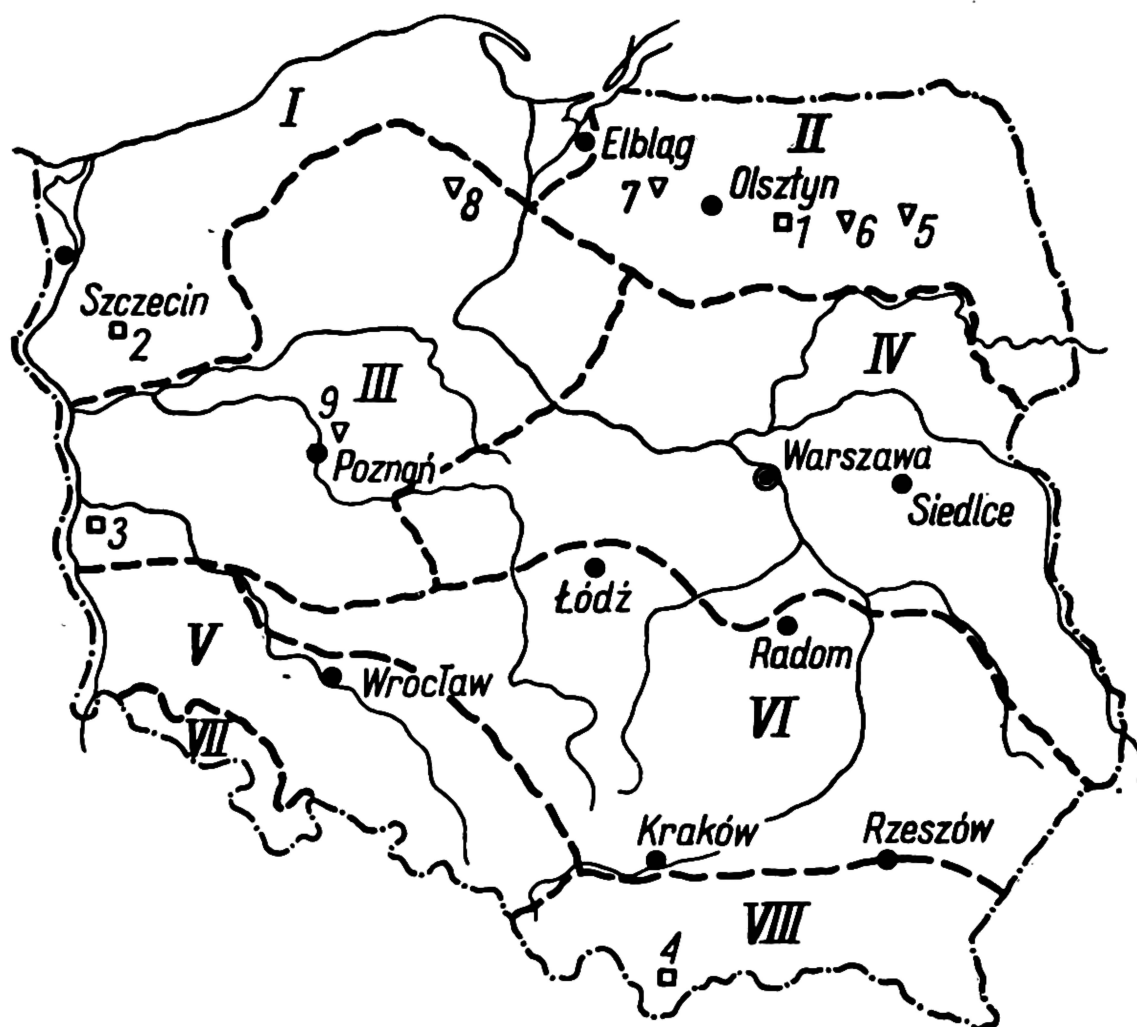 I
II
Elbląg
7
Olsztyn
8
1
6
5
Szczecin
2
IV
III
9
Poznań
Warszawa
Siedlce
3
Łódź
V
Radom
Wrocław
VI
VII
Kraków
Rzeszów
VIII
4